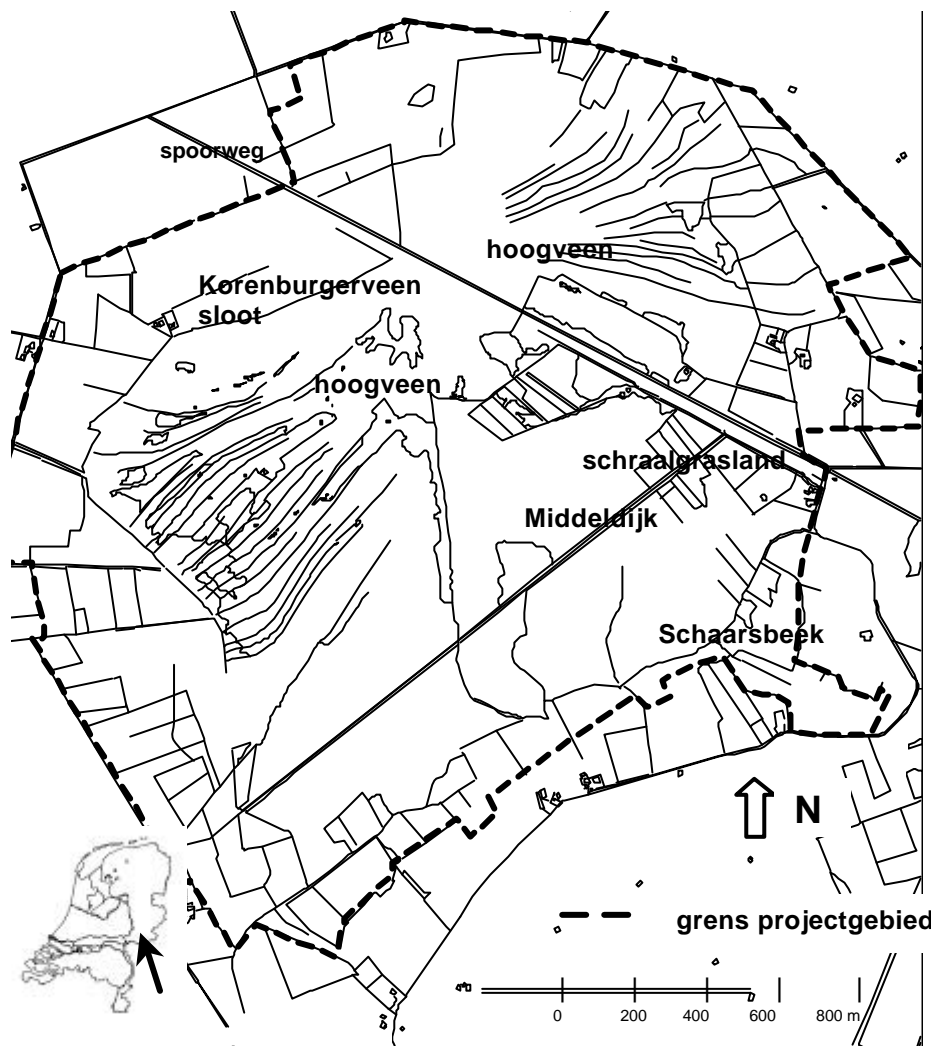 spoorweg
hoogveen
Korenburgerveen
sloot
hoogveen
schraalgrasland
Middeldijk
Schaarsbeek
N
grens projectgebied
0 200 400 600 800 m